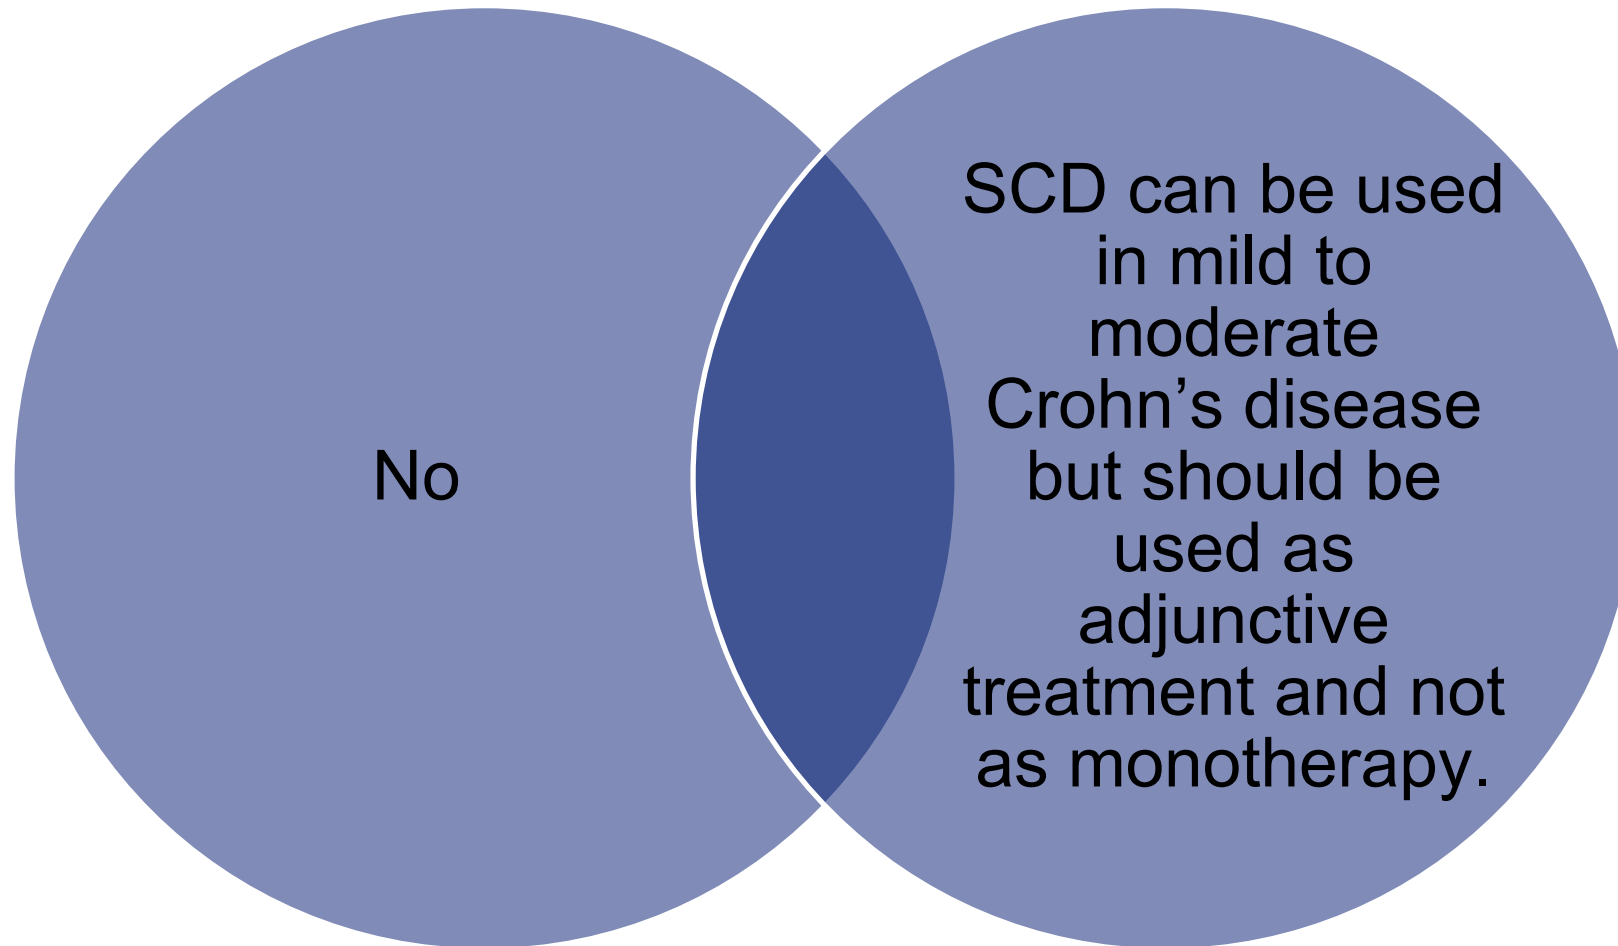 No
SCD can be used
in mild to
moderate
Crohn’s disease
but should be
used as
adjunctive
treatment and not
as monotherapy.